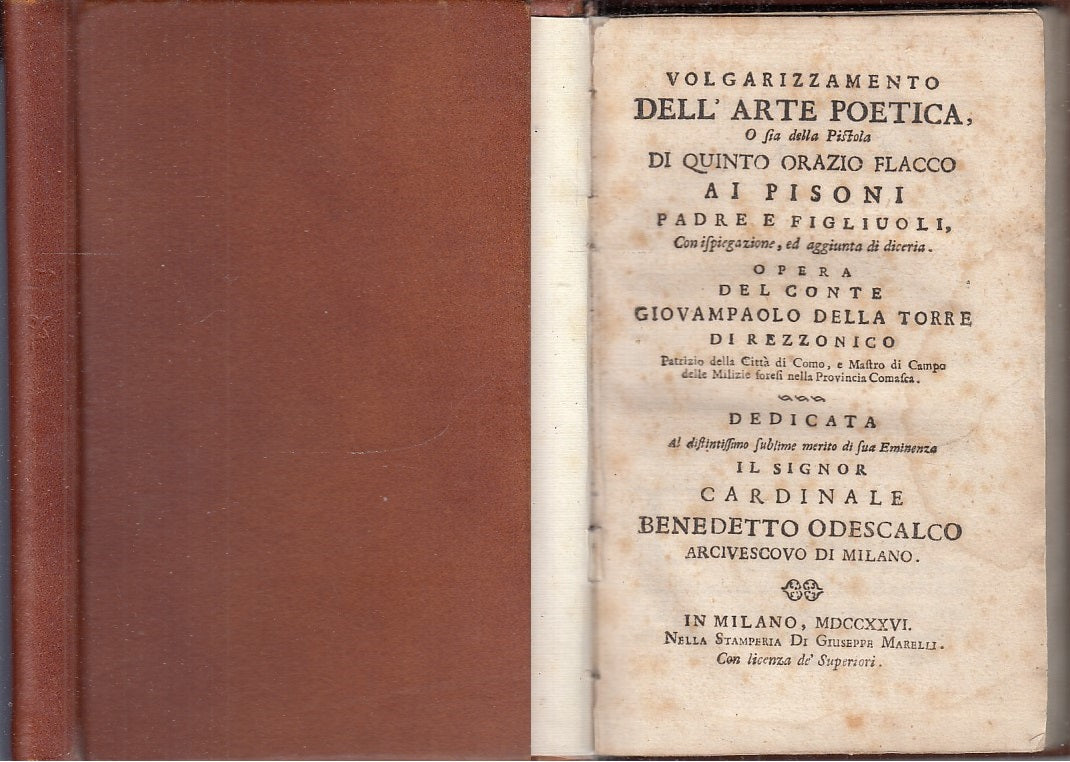 VOLGARIZZAMENTO
DELL' ARTE POETICA,
O ſia della Piſtola
DI QUINTO ORAZIO FLACCO
AI PISONI
PADRE E FIGLIUOLI,
Con iſpiegazione, ed aggiunta di diceria.
OPERA
DEL CONTE
GIOVAMPAOLO DELLA TORRE
DI REZZONICO
Patrizio della Città di Como, e Maſtro di Campo
delle Milizie foreſi nella Provincia Comaſca.
DEDICATA
Al diſtintiſſimo ſublime merito di ſua Eminenza
IL SIGNOR
CARDINALE
BENEDETTO ODESCALCO
ARCIVESCOVO DI MILANO.
IN MILANO, MDCCXXVI.
NELLA STAMPERIA DI GIUSEPPE MARELLI.
Con licenza de' Superiori.